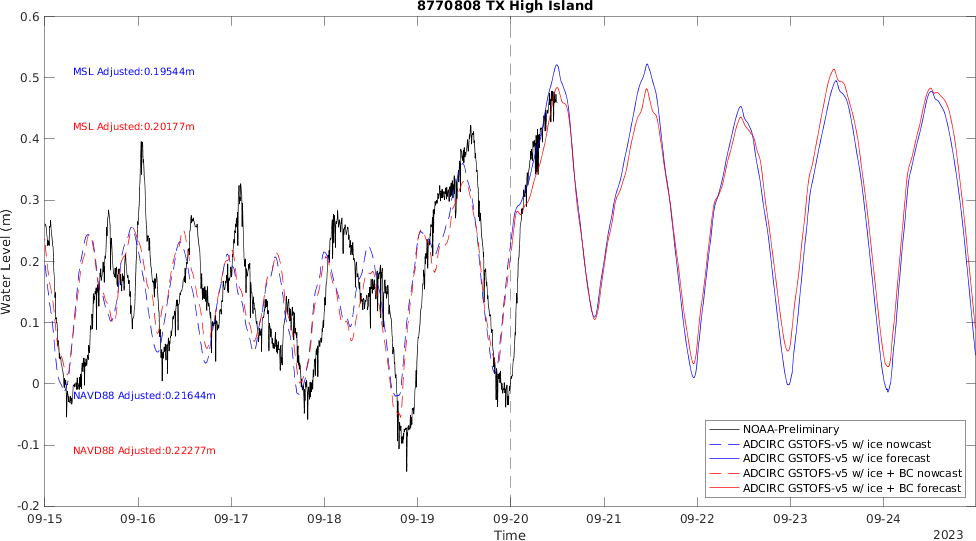 8770808 TX High Island
0.6
0.5
0.4
0.3
0.2
0.1
0
-0.1
-0.2
Water Level (m)
MSL Adjusted:0.19544m
MSL Adjusted:0.20177m
NAVD88 Adjusted:0.21644m
NAVD88 Adjusted:0.22277m
NOAA-Preliminary
ADCIRC GSTOFS-v5 w/ ice nowcast
ADCIRC GSTOFS-v5 w/ ice forecast
ADCIRC GSTOFS-v5 w/ ice + BC nowcast
ADCIRC GSTOFS-v5 w/ ice + BC forecast
09-15 09-16 09-17 09-18 09-19 09-20 09-21 09-22 09-23 09-24
Time
2023